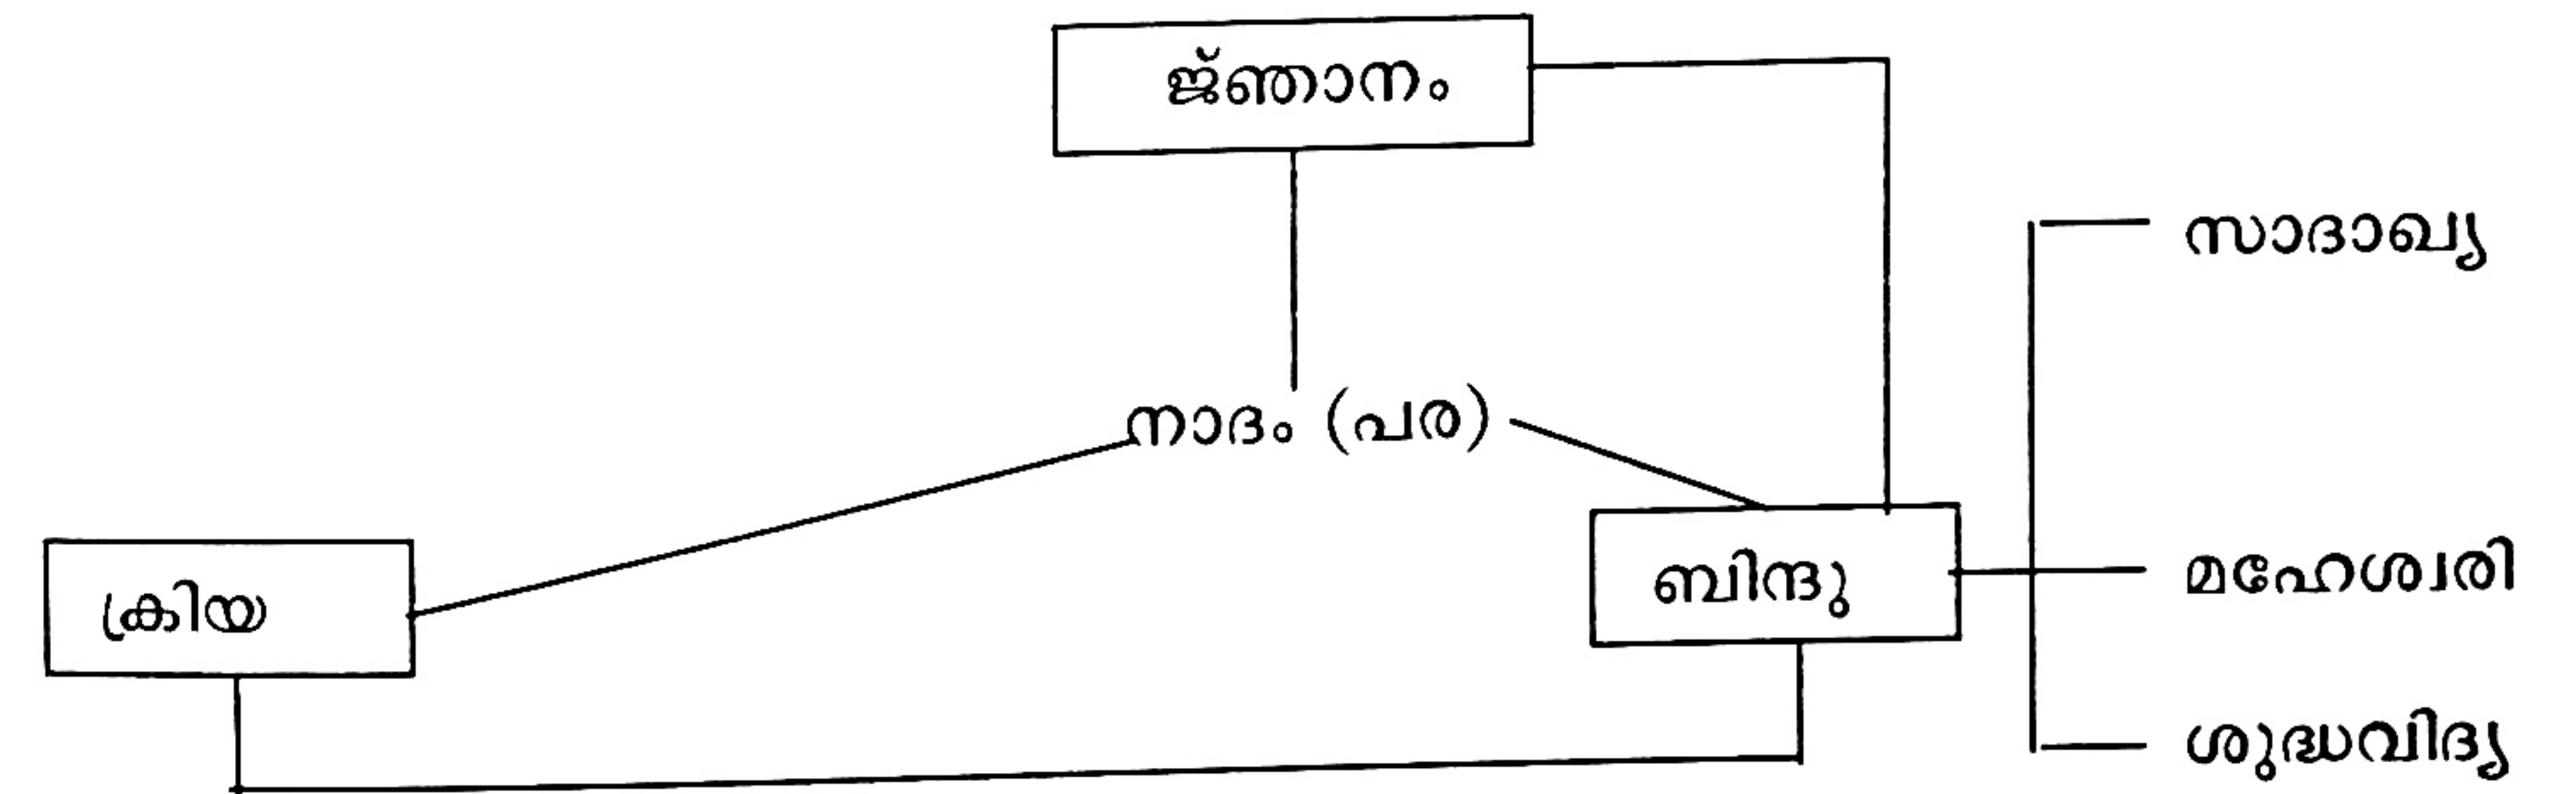 ജ്ഞാനം
സാദാഖ്യ
നാദം (പര)
ക്രിയ
ബിന്ദു
മഹേശ്വരി
ശുദ്ധവിദ്യ